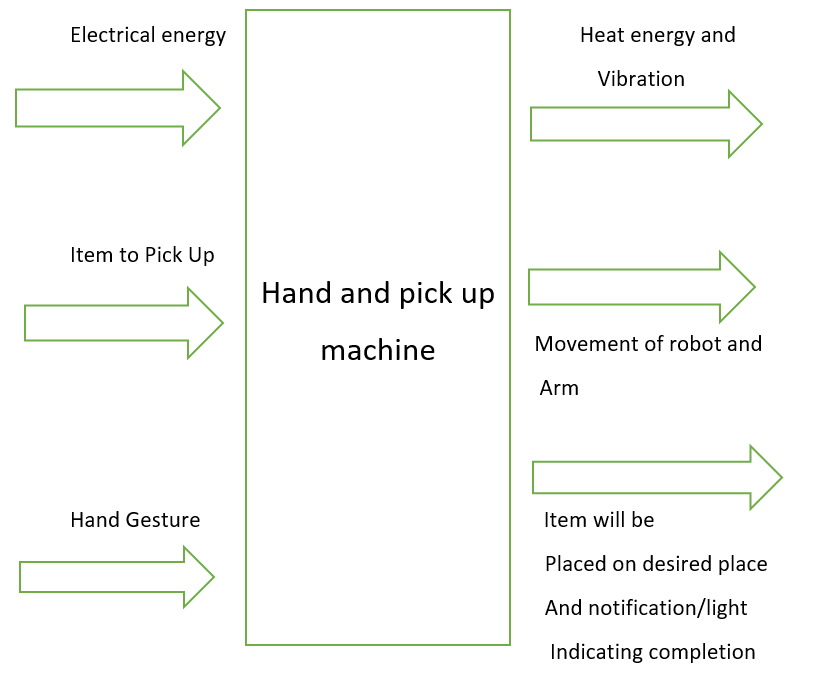 Electrical energy
Heat energy and
Vibration
Item to Pick Up
Hand and pick up
machine
Movement of robot and
Arm
Hand Gesture
Item will be
Placed on desired place
And notification/light
Indicating completion